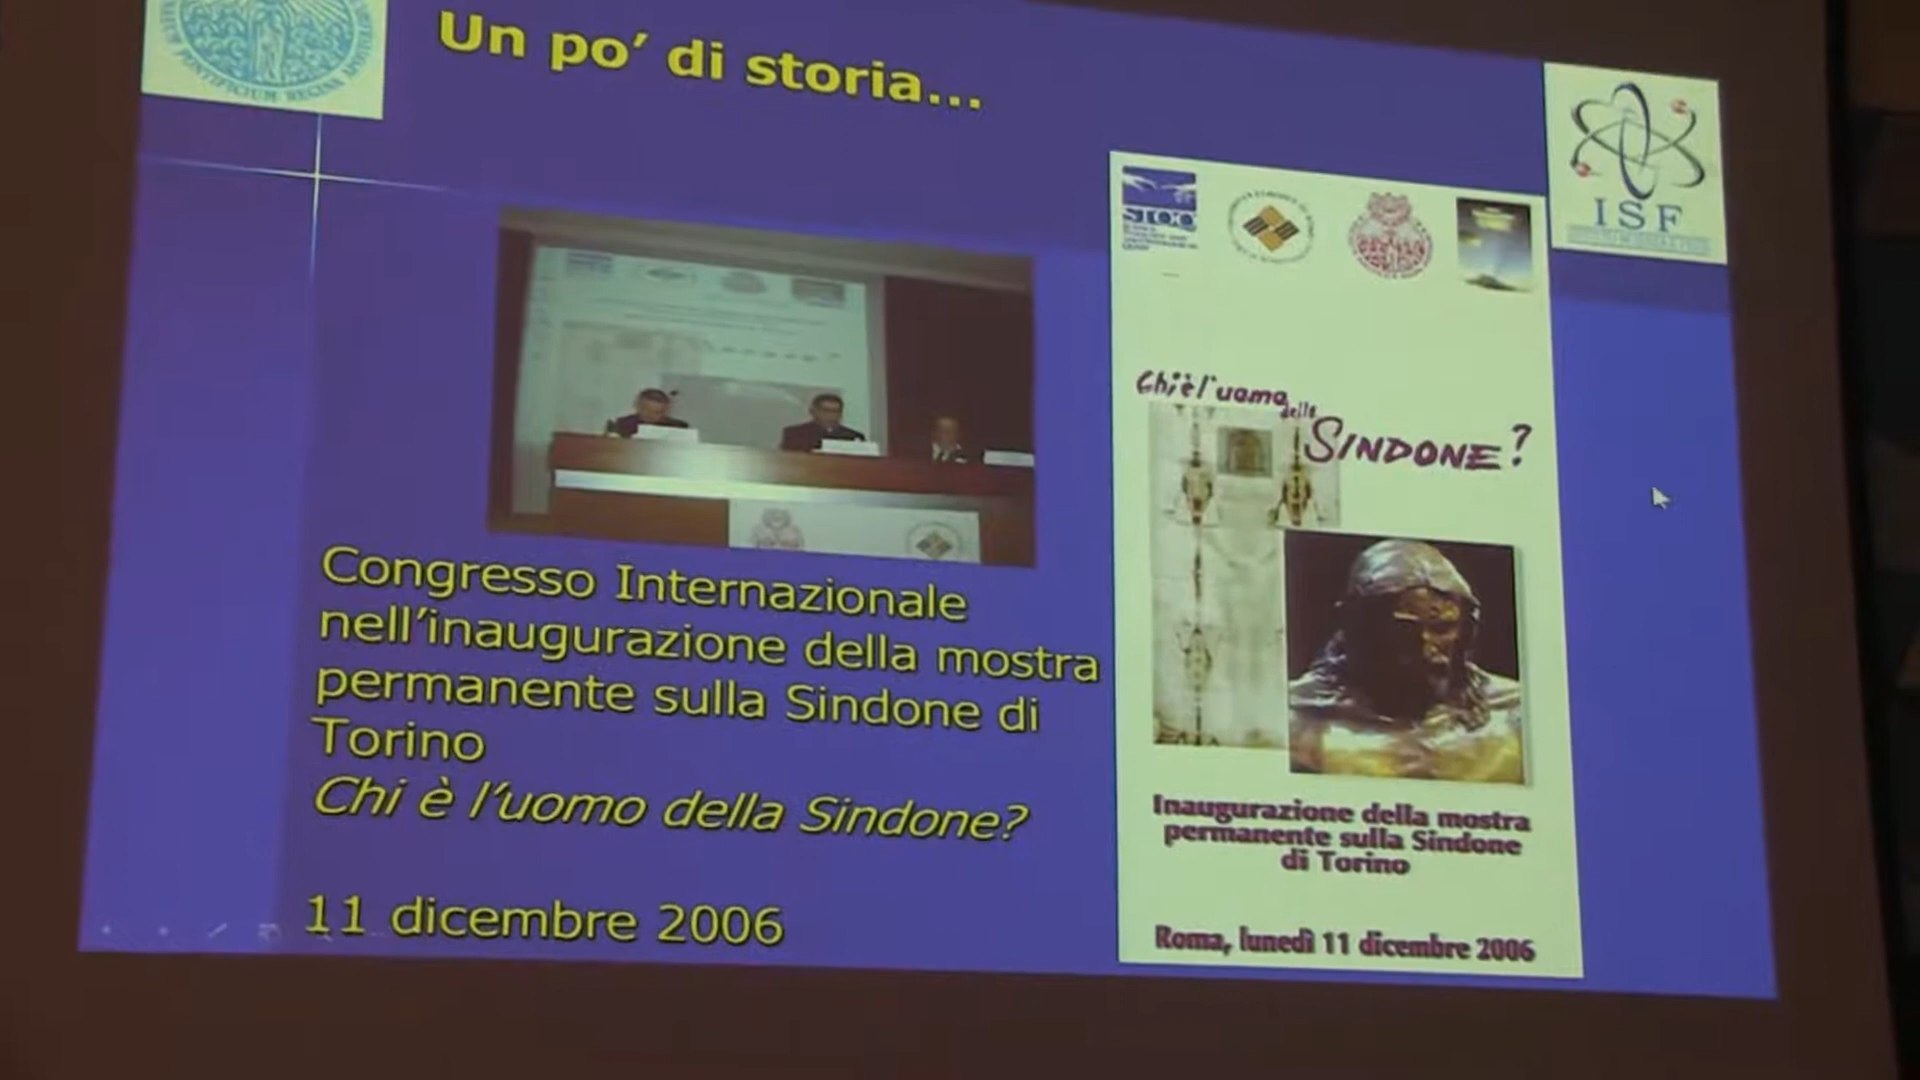 Un po' di storia...
ISF
Congresso Internazionale
nell'inaugurazione della mostra
permanente sulla Sindone di
Torino
Chi è l'uomo della Sindone?
11 dicembre 2006
Chi è l'uomo
della
SINDONE?
Inaugurazione della mostra
permanente sulla Sindone
di Torino
Roma, lunedì 11 dicembre 2006